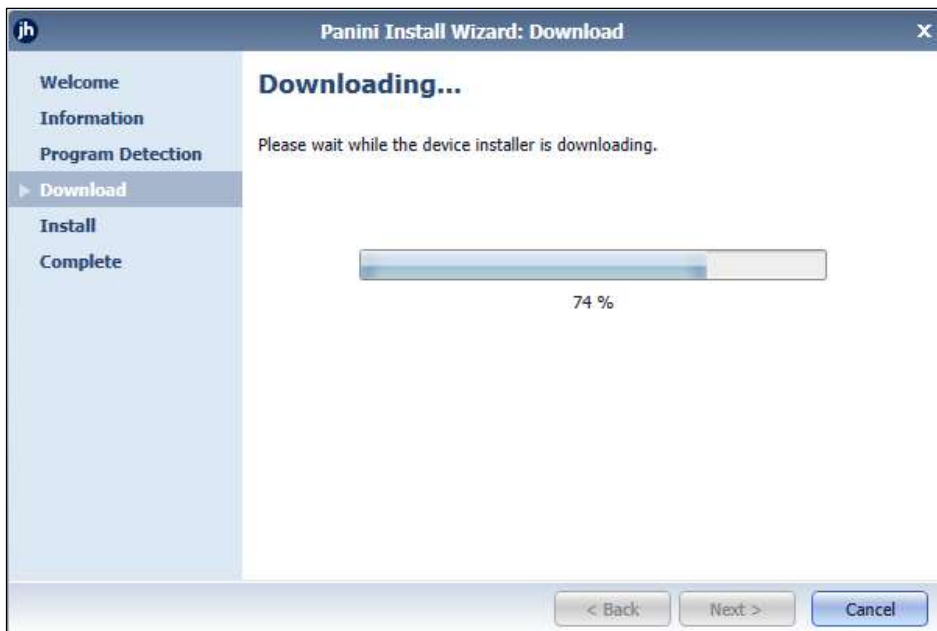 jh
Panini Install Wizard: Download
X
Welcome
Information
Program Detection
Download
Install
Complete
Downloading...
Please wait while the device installer is downloading.
74 %
< Back
Next >
Cancel